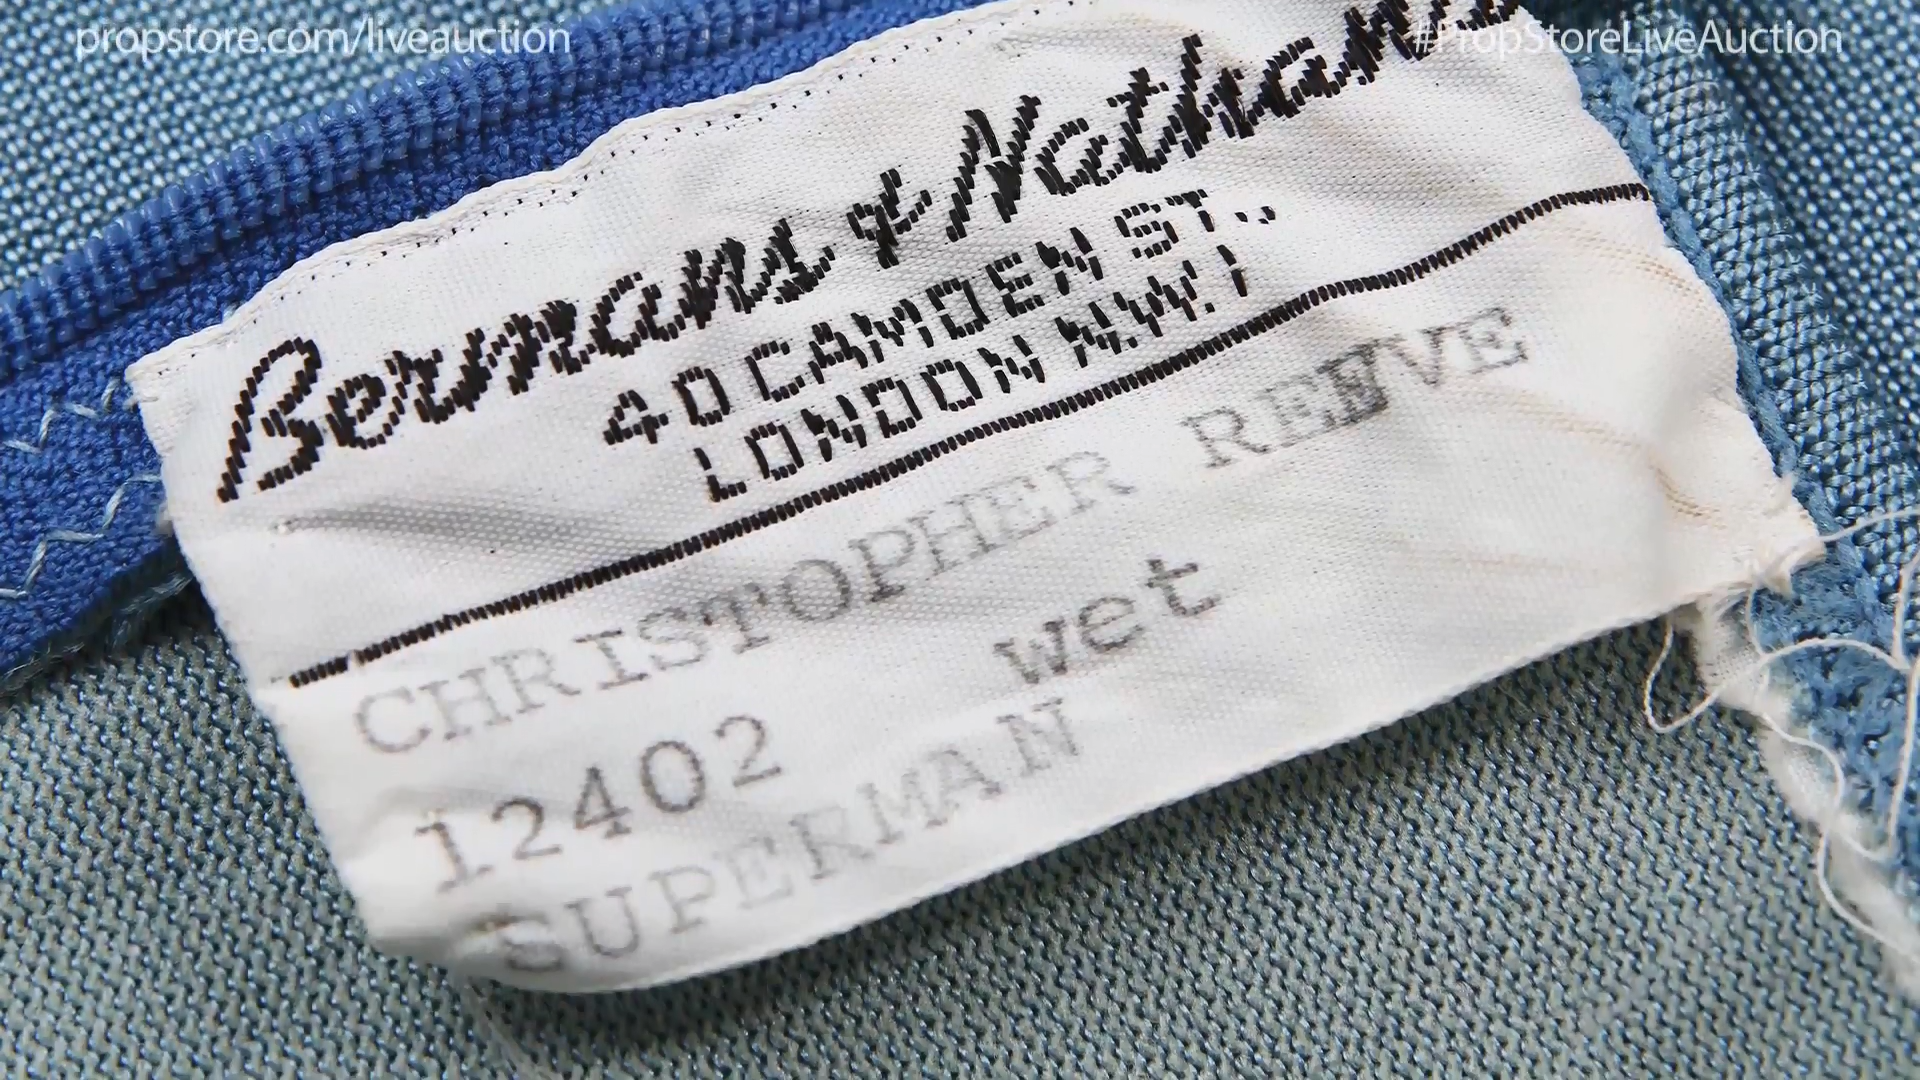 propstore.com/liveauction
#PropStoreLiveAuction
Bermans & Nathans
40 CAMDEN ST..
LONDON N.W.1
CHRISTOPHER REEVE
12402 wet
SUPERMAN